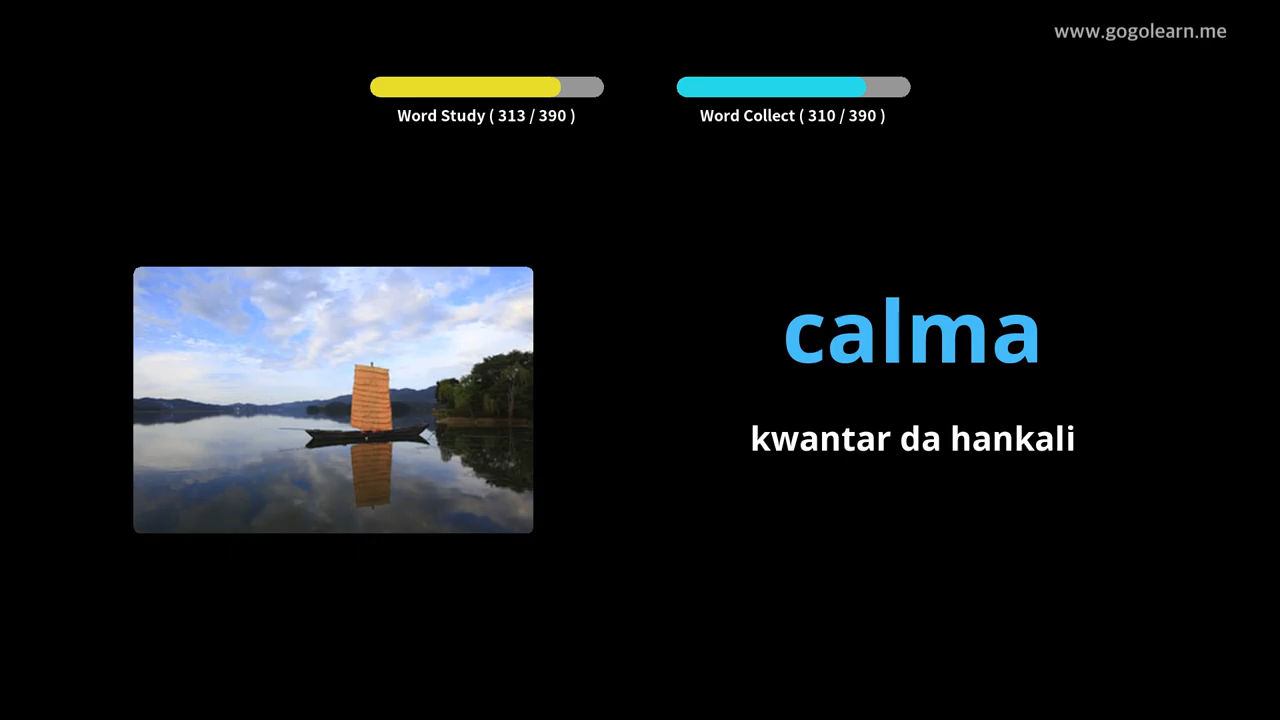 www.gogolearn.me
Word Study ( 313 / 390 )
Word Collect ( 310 / 390 )
calma
kwantar da hankali